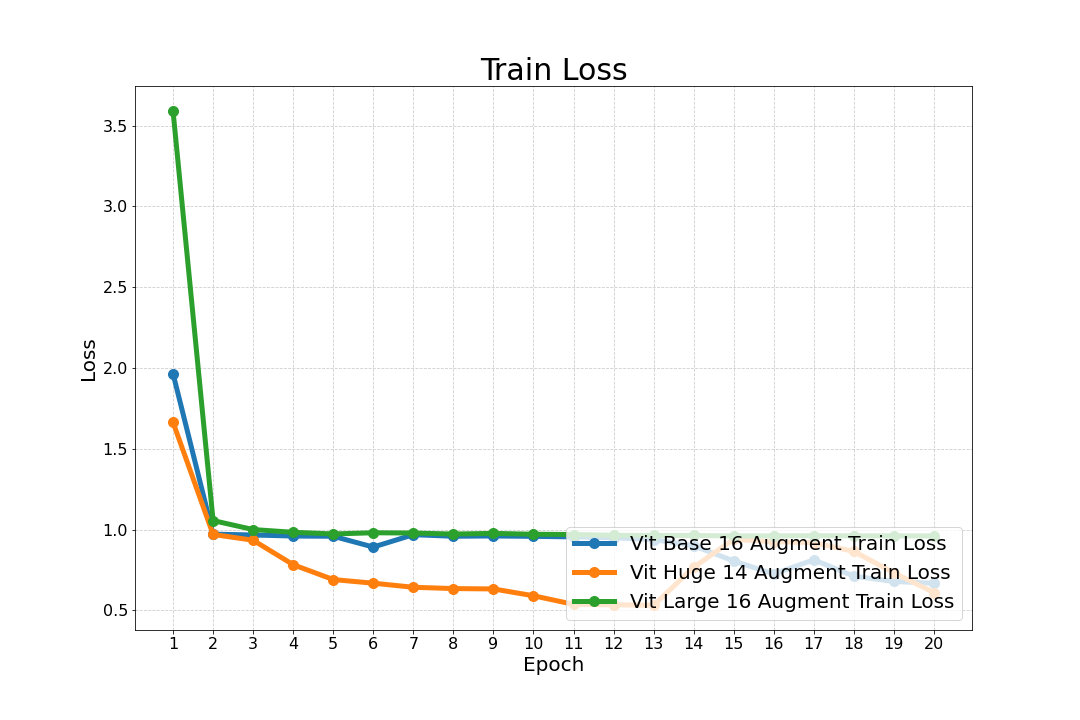 Train Loss
Loss
3.5
3.0
2.5
2.0
1.5
1.0
0.5
Vit Base 16 Augment Train Loss
Vit Huge 14 Augment Train Loss
Vit Large 16 Augment Train Loss
1 2 3 4 5 6 7 8 9 10 11 12 13 14 15 16 17 18 19 20
Epoch